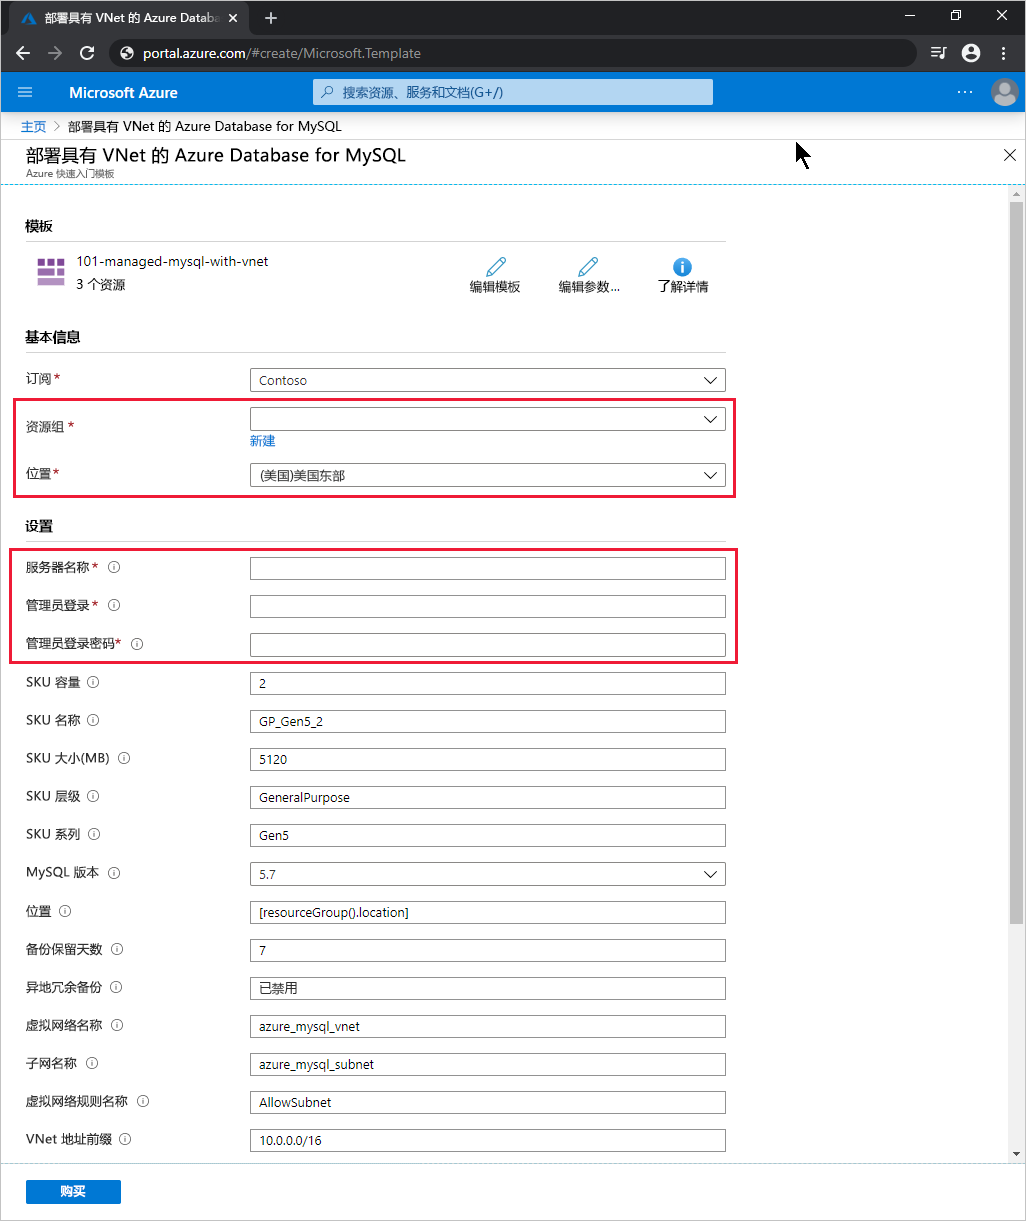 部署具有 VNet 的 Azure Datab
portal.azure.com/#create/Microsoft.Template
Microsoft Azure
搜索资源、服务和文档(G+/)
主页 > 部署具有 VNet 的 Azure Database for MySQL
部署具有 VNet 的 Azure Database for MySQL
Azure 快速入门模板
模板
101-managed-mysql-with-vnet
3 个资源
编辑模板 编辑参数... 了解详情
基本信息
订阅* Contoso
资源组 *
新建
位置* (美国)美国东部
设置
服务器名称*
管理员登录*
管理员登录密码*
SKU 容量 2
SKU 名称 GP_Gen5_2
SKU 大小(MB) 5120
SKU 层级 GeneralPurpose
SKU 系列 Gen5
MySQL 版本 5.7
位置 [resourceGroup().location]
备份保留天数 7
异地冗余备份 已禁用
虚拟网络名称 azure_mysql_vnet
子网名称 azure_mysql_subnet
虚拟网络规则名称 AllowSubnet
VNet 地址前缀 10.0.0.0/16
购买